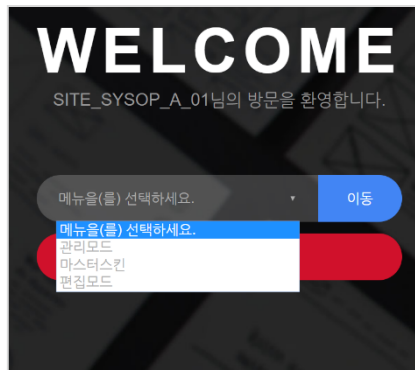 WELCOME
SITE_SYSOP_A_01님의 방문을 환영합니다.
메뉴을(를) 선택하세요. ▾ 이동
메뉴을(를) 선택하세요.
관리모드
마스터스킨
편집모드